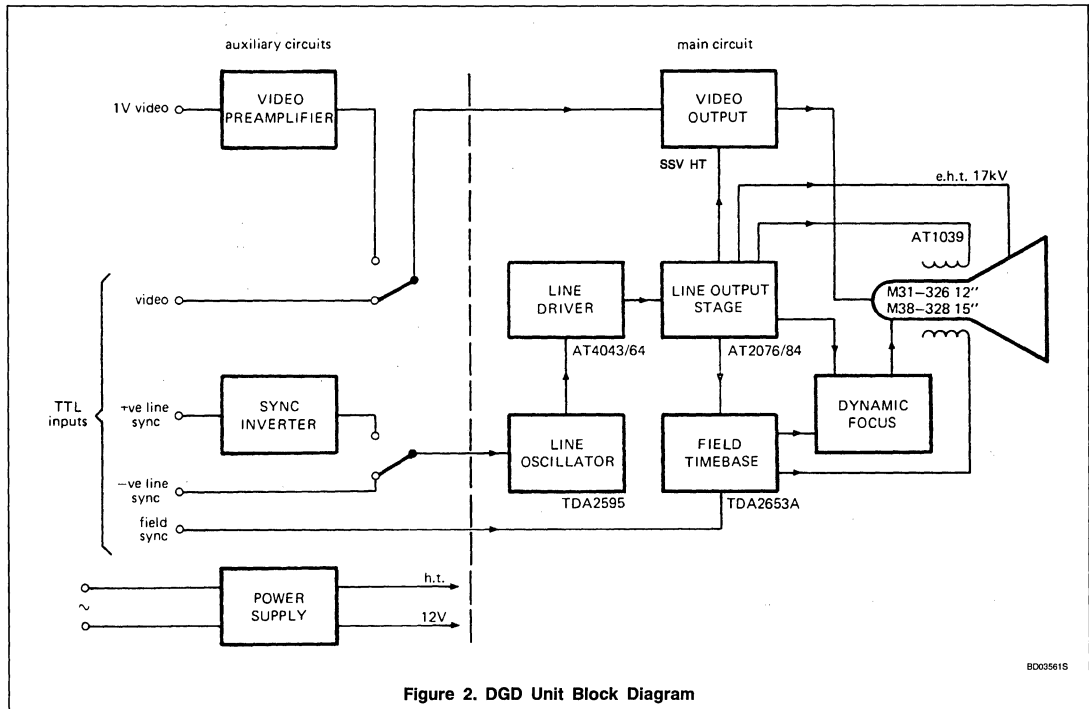 auxiliary circuits
main circuit
1V video
VIDEO
PREAMPLIFIER
VIDEO
OUTPUT
SSV HT
e.h.t. 17kV
AT1039
video
LINE
DRIVER
LINE OUTPUT
STAGE
M31–326 12"
M38–328 15"
AT4043/64
AT2076/84
TTL
inputs
+ve line
sync
SYNC
INVERTER
DYNAMIC
FOCUS
LINE
OSCILLATOR
FIELD
TIMEBASE
–ve line
sync
TDA2595
TDA2653A
field
sync
~
POWER
SUPPLY
h.t.
12V
BD03561S
Figure 2. DGD Unit Block Diagram